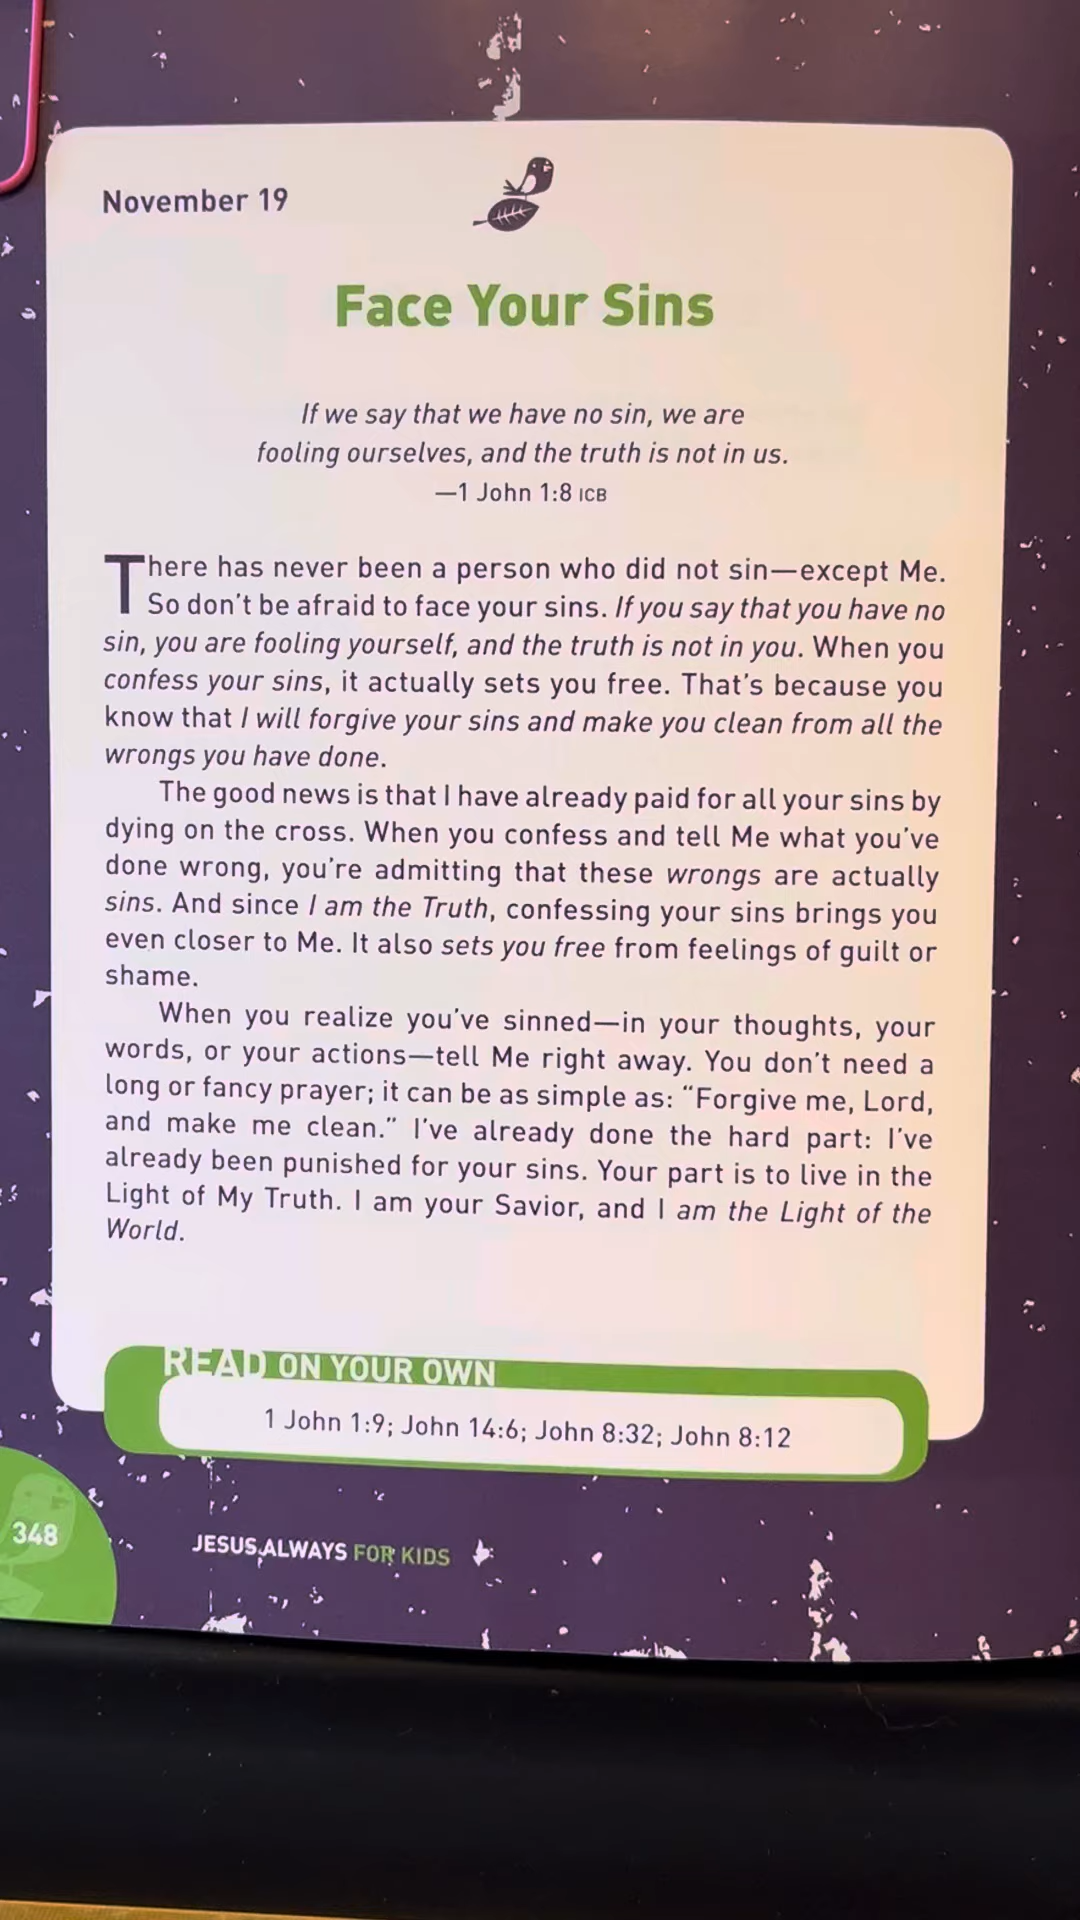 November 19
Face Your Sins
If we say that we have no sin, we are
fooling ourselves, and the truth is not in us.
—1 John 1:8 ICB
There has never been a person who did not sin—except Me.
So don't be afraid to face your sins. If you say that you have no
sin, you are fooling yourself, and the truth is not in you. When you
confess your sins, it actually sets you free. That's because you
know that I will forgive your sins and make you clean from all the
wrongs you have done.
The good news is that I have already paid for all your sins by
dying on the cross. When you confess and tell Me what you've
done wrong, you're admitting that these wrongs are actually
sins. And since I am the Truth, confessing your sins brings you
even closer to Me. It also sets you free from feelings of guilt or
shame.
When you realize you've sinned—in your thoughts, your
words, or your actions—tell Me right away. You don't need a
long or fancy prayer; it can be as simple as: "Forgive me, Lord,
and make me clean." I've already done the hard part: I've
already been punished for your sins. Your part is to live in the
Light of My Truth. I am your Savior, and I am the Light of the
World.
READ ON YOUR OWN
1 John 1:9; John 14:6; John 8:32; John 8:12
348
JESUS ALWAYS FOR KIDS